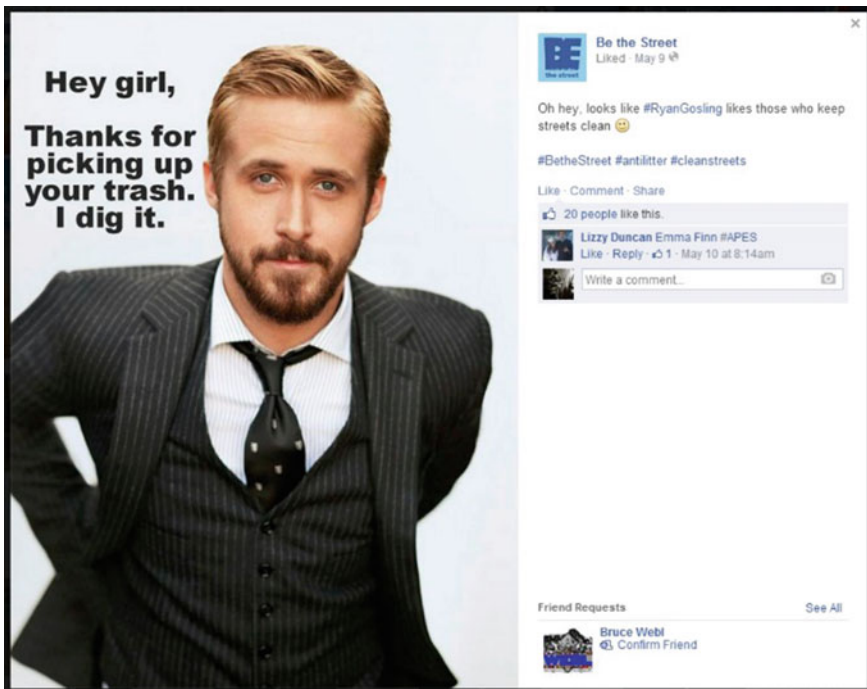 Hey girl,
Thanks for
picking up
your trash.
I dig it.
BE
the street
Be the Street
Liked · May 9
Oh hey, looks like #RyanGosling likes those who keep
streets clean
#BetheStreet #antilitter #cleanstreets
Like · Comment · Share
20 people like this.
Lizzy Duncan Emma Finn #APES
Like · Reply · 1 · May 10 at 8:14am
Write a comment...
Friend Requests
See All
Bruce Webl
Confirm Friend